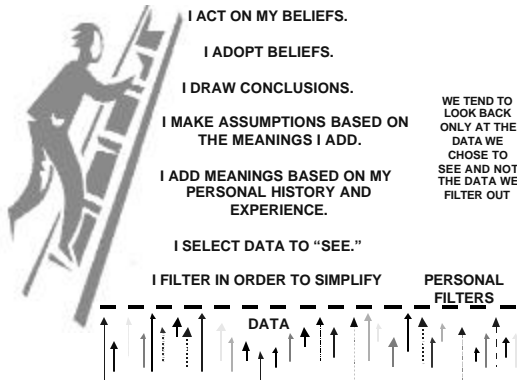 I ACT ON MY BELIEFS.
I ADOPT BELIEFS.
I DRAW CONCLUSIONS.
I MAKE ASSUMPTIONS BASED ON
THE MEANINGS I ADD.
I ADD MEANINGS BASED ON MY
PERSONAL HISTORY AND
EXPERIENCE.
I SELECT DATA TO “SEE.”
I FILTER IN ORDER TO SIMPLIFY
WE TEND TO
LOOK BACK
ONLY AT THE
DATA WE
CHOSE TO
SEE AND NOT
THE DATA WE
FILTER OUT
PERSONAL
FILTERS
DATA